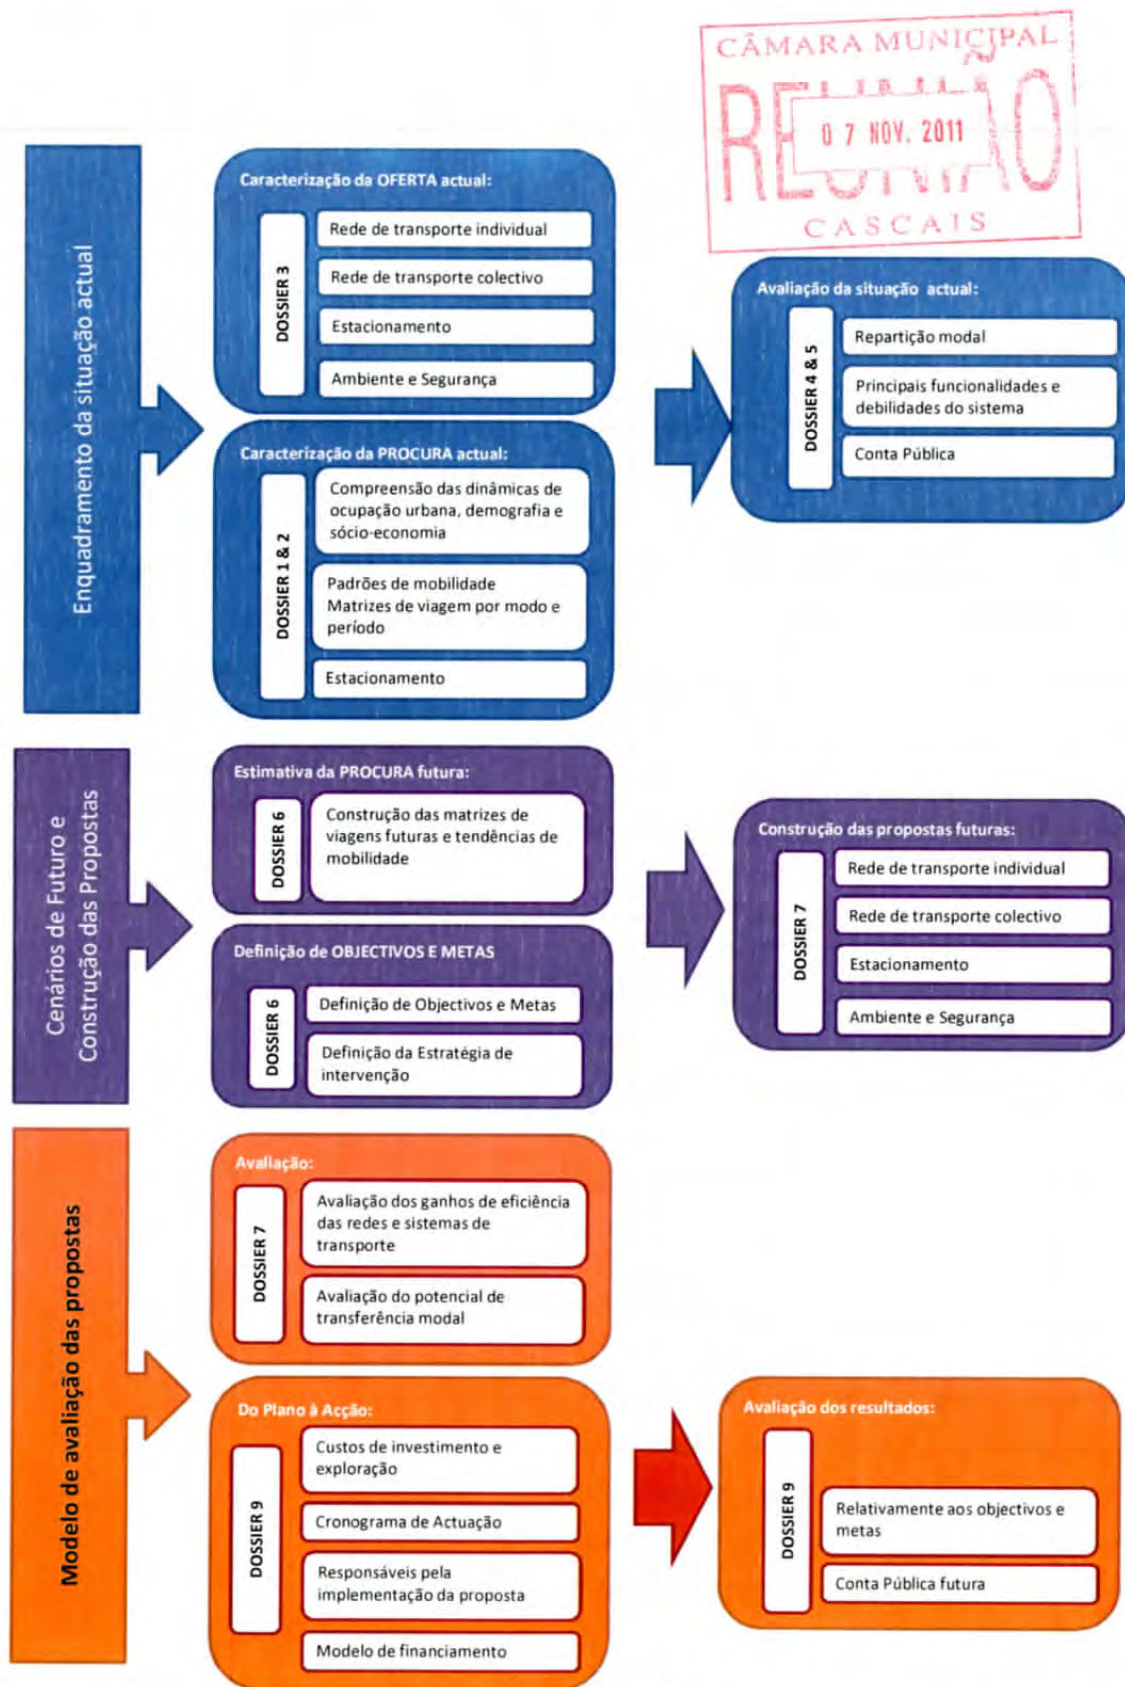 CÂMARA MUNICIPAL
REUNIÃO
07 NOV. 2011
CASCAIS
Enquadramento da situação actual
Caracterização da OFERTA actual:
DOSSIER 3
Rede de transporte individual
Rede de transporte colectivo
Estacionamento
Ambiente e Segurança
Caracterização da PROCURA actual:
DOSSIER 1 & 2
Compreensão das dinâmicas de
ocupação urbana, demografia e
sócio-economia
Padrões de mobilidade
Matrizes de viagem por modo e
período
Estacionamento
Avaliação da situação actual:
DOSSIER 4 & 5
Repartição modal
Principais funcionalidades e
debilidades do sistema
Conta Pública
Cenários de Futuro e
Construção das Propostas
Estimativa da PROCURA futura:
DOSSIER 6
Construção das matrizes de
viagens futuras e tendências de
mobilidade
Definição de OBJECTIVOS E METAS
DOSSIER 6
Definição de Objectivos e Metas
Definição da Estratégia de
intervenção
Construção das propostas futuras:
DOSSIER 7
Rede de transporte individual
Rede de transporte colectivo
Estacionamento
Ambiente e Segurança
Modelo de avaliação das propostas
Avaliação:
DOSSIER 7
Avaliação dos ganhos de eficiência
das redes e sistemas de
transporte
Avaliação do potencial de
transferência modal
Do Plano à Acção:
DOSSIER 9
Custos de investimento e
exploração
Cronograma de Actuação
Responsáveis pela
implementação da proposta
Modelo de financiamento
Avaliação dos resultados:
DOSSIER 9
Relativamente aos objectivos e
metas
Conta Pública futura